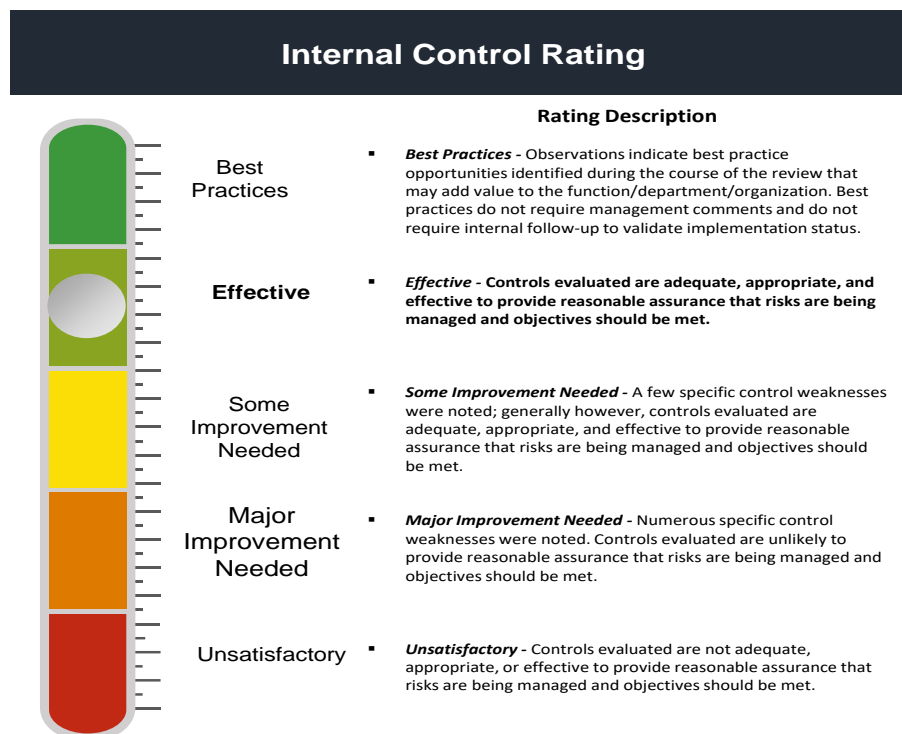 Internal Control Rating
Rating Description
Best
Practices
▪ Best Practices - Observations indicate best practice
opportunities identified during the course of the review that
may add value to the function/department/organization. Best
practices do not require management comments and do not
require internal follow-up to validate implementation status.
Effective
▪ Effective - Controls evaluated are adequate, appropriate, and
effective to provide reasonable assurance that risks are being
managed and objectives should be met.
Some
Improvement
Needed
▪ Some Improvement Needed - A few specific control weaknesses
were noted; generally however, controls evaluated are
adequate, appropriate, and effective to provide reasonable
assurance that risks are being managed and objectives should
be met.
Major
Improvement
Needed
▪ Major Improvement Needed - Numerous specific control
weaknesses were noted. Controls evaluated are unlikely to
provide reasonable assurance that risks are being managed and
objectives should be met.
Unsatisfactory
▪ Unsatisfactory - Controls evaluated are not adequate,
appropriate, or effective to provide reasonable assurance that
risks are being managed and objectives should be met.